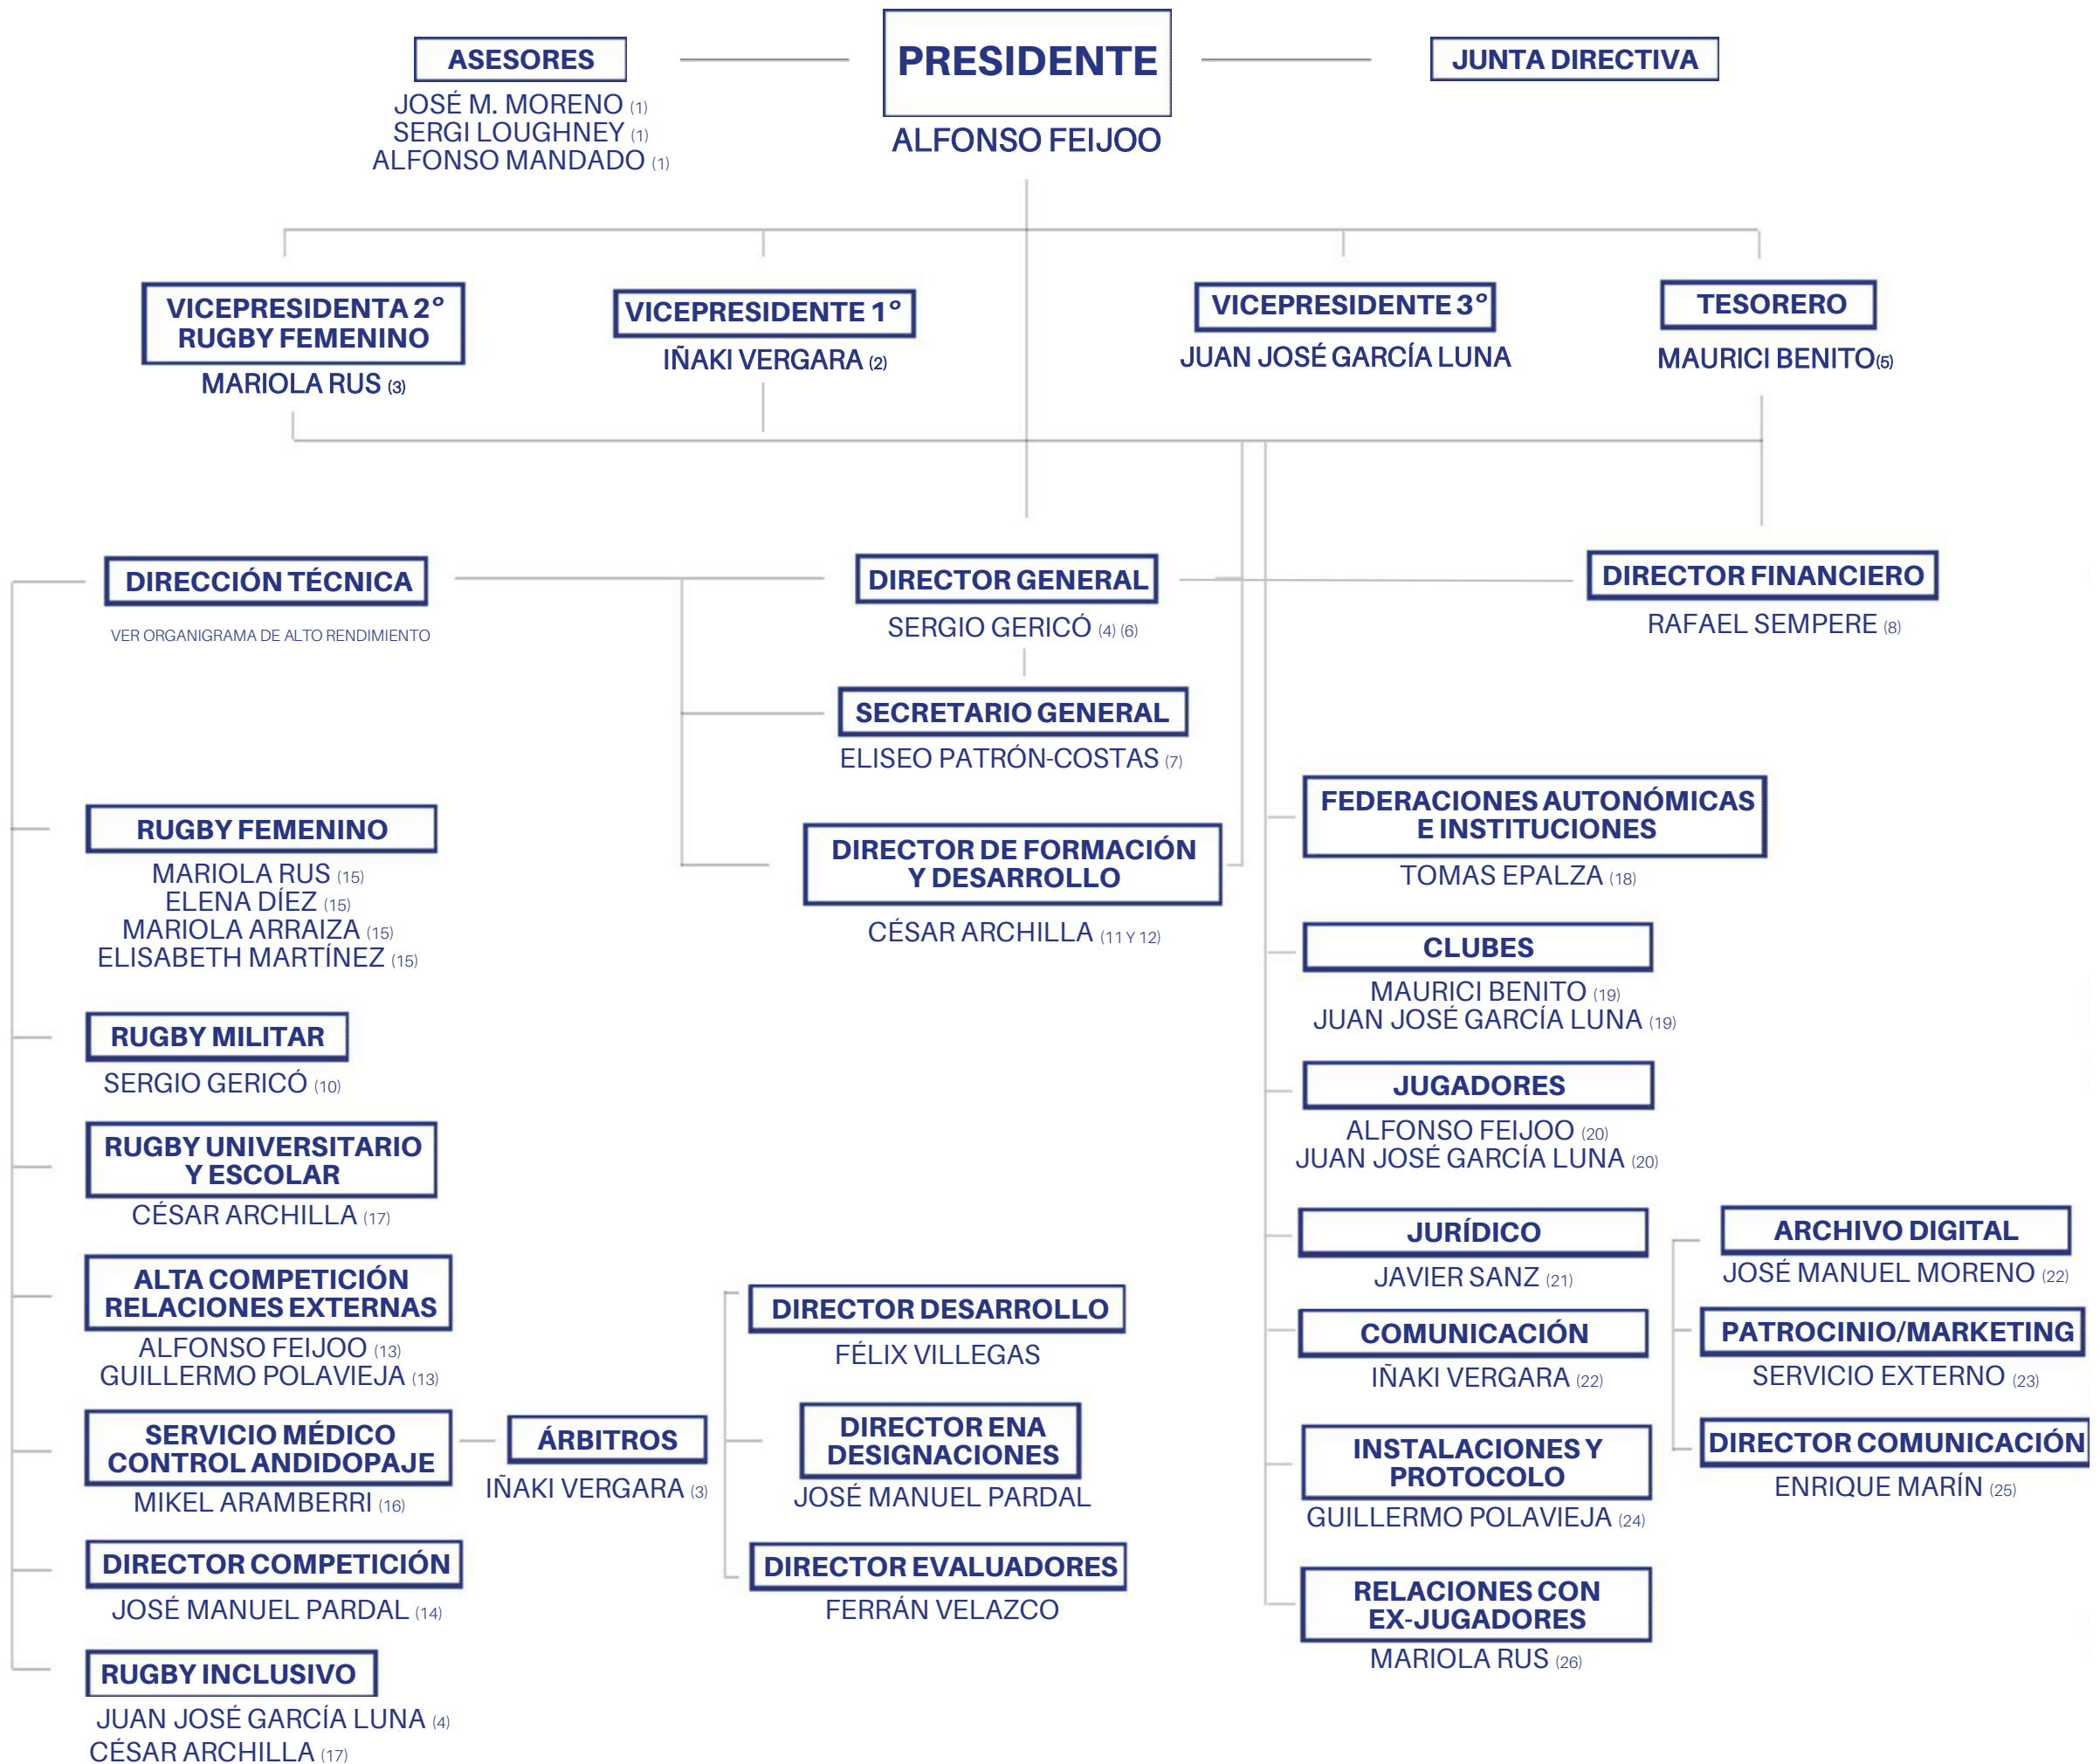 ASESORES
JOSÉ M. MORENO (1)
SERGI LOUGHNEY (1)
ALFONSO MANDADO (1)
PRESIDENTE
ALFONSO FEIJOO
JUNTA DIRECTIVA
VICEPRESIDENTA 2º
RUGBY FEMENINO
MARIOLA RUS (3)
VICEPRESIDENTE 1º
IÑAKI VERGARA (2)
VICEPRESIDENTE 3º
JUAN JOSÉ GARCÍA LUNA
TESORERO
MAURICI BENITO(5)
DIRECCIÓN TÉCNICA
VER ORGANIGRAMA DE ALTO RENDIMIENTO
DIRECTOR GENERAL
SERGIO GERICÓ (4) (6)
DIRECTOR FINANCIERO
RAFAEL SEMPERE (8)
SECRETARIO GENERAL
ELISEO PATRÓN-COSTAS (7)
DIRECTOR DE FORMACIÓN
Y DESARROLLO
CÉSAR ARCHILLA (11 Y 12)
RUGBY FEMENINO
MARIOLA RUS (15)
ELENA DÍEZ (15)
MARIOLA ARRAIZA (15)
ELISABETH MARTÍNEZ (15)
RUGBY MILITAR
SERGIO GERICÓ (10)
RUGBY UNIVERSITARIO
Y ESCOLAR
CÉSAR ARCHILLA (17)
ALTA COMPETICIÓN
RELACIONES EXTERNAS
ALFONSO FEIJOO (13)
GUILLERMO POLAVIEJA (13)
SERVICIO MÉDICO
CONTROL ANDIDOPAJE
MIKEL ARAMBERRI (16)
DIRECTOR COMPETICIÓN
JOSÉ MANUEL PARDAL (14)
RUGBY INCLUSIVO
JUAN JOSÉ GARCÍA LUNA (4)
CÉSAR ARCHILLA (17)
ÁRBITROS
IÑAKI VERGARA (3)
DIRECTOR DESARROLLO
FÉLIX VILLEGAS
DIRECTOR ENA
DESIGNACIONES
JOSÉ MANUEL PARDAL
DIRECTOR EVALUADORES
FERRÁN VELAZCO
FEDERACIONES AUTONÓMICAS
E INSTITUCIONES
TOMAS EPALZA (18)
CLUBES
MAURICI BENITO (19)
JUAN JOSÉ GARCÍA LUNA (19)
JUGADORES
ALFONSO FEIJOO (20)
JUAN JOSÉ GARCÍA LUNA (20)
JURÍDICO
JAVIER SANZ (21)
COMUNICACIÓN
IÑAKI VERGARA (22)
INSTALACIONES Y
PROTOCOLO
GUILLERMO POLAVIEJA (24)
RELACIONES CON
EX-JUGADORES
MARIOLA RUS (26)
ARCHIVO DIGITAL
JOSÉ MANUEL MORENO (22)
PATROCINIO/MARKETING
SERVICIO EXTERNO (23)
DIRECTOR COMUNICACIÓN
ENRIQUE MARÍN (25)